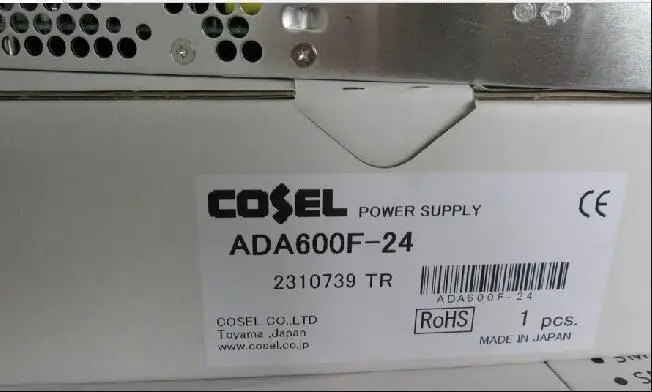 COSEL POWER SUPPLY CE
ADA600F-24
2310739 TR
ADA600F-24
COSEL CO.,LTD
Toyama ,Japan
www.cosel.co.jp
RoHS 1 pcs.
MADE IN JAPAN